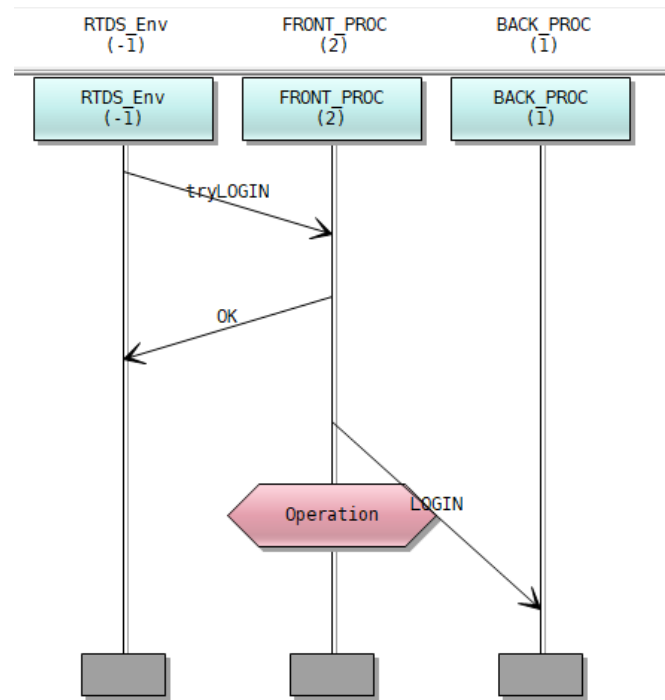 RTDS_Env FRONT_PROC BACK_PROC
(-1) (2) (1)
RTDS_Env FRONT_PROC BACK_PROC
(-1) (2) (1)
tryLOGIN
OK
LOGIN
Operation